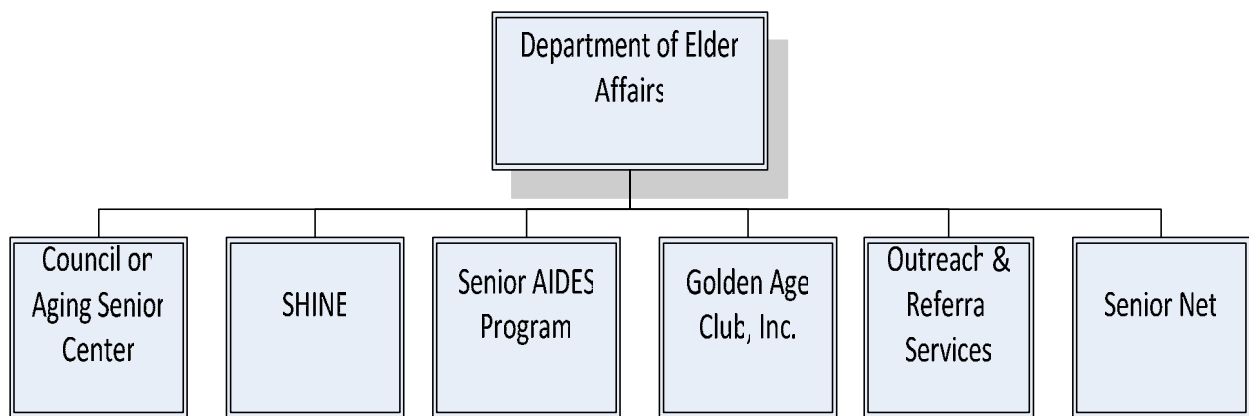 Department of Elder
Affairs
Council on
Aging Senior
Center
SHINE
Senior AIDES
Program
Golden Age
Club, Inc.
Outreach &
Referra
Services
Senior Net